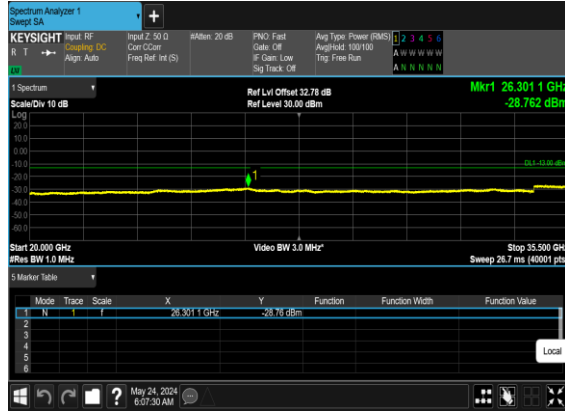 Spectrum Analyzer 1
Swept SA
+
KEYSIGHT Input: RF Input Z: 50 Ω #Atten: 20 dB PNO: Fast Avg Type: Power (RMS) 1 2 3 4 5 6
R T Coupling: DC Corr CCorr Gate: Off Avg|Hold: 100/100 A W W W W W
Align: Auto Freq Ref: Int (S) IF Gain: Low Trig: Free Run
LW Sig Track: Off A N N N N N
1 Spectrum Ref Lvl Offset 32.78 dB Mkr1 26.301 1 GHz
Scale/Div 10 dB Ref Level 30.00 dBm -28.762 dBm
Log
20.0
10.0
0.00
-10.0 DL1 -13.00 dBm
-20.0 1
-30.0
-40.0
-50.0
-60.0
Start 20.000 GHz Video BW 3.0 MHz* Stop 35.500 GHz
#Res BW 1.0 MHz Sweep 26.7 ms (40001 pts)
5 Marker Table
Mode Trace Scale X Y Function Function Width Function Value
1 N 1 f 26.301 1 GHz -28.76 dBm
2
3
4
5
6
Local
? May 24, 2024
6:07:30 AM